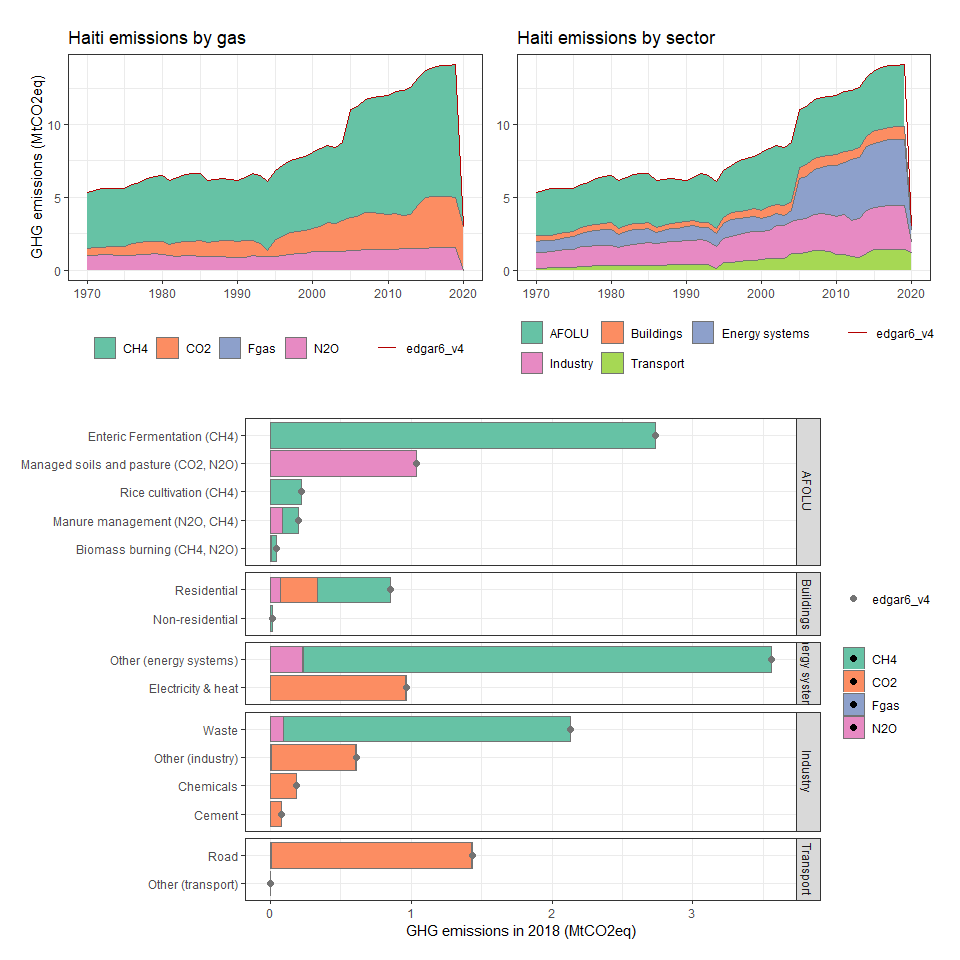 Haiti emissions by gas
GHG emissions (MtCO2eq)
10
5
0
1970 1980 1990 2000 2010 2020
CH4 CO2 Fgas N2O edgar6_v4
Haiti emissions by sector
10
5
0
1970 1980 1990 2000 2010 2020
AFOLU Buildings Energy systems edgar6_v4
Industry Transport
Enteric Fermentation (CH4)
Managed soils and pasture (CO2, N2O)
Rice cultivation (CH4)
Manure management (N2O, CH4)
Biomass burning (CH4, N2O)
AFOLU
Residential
Non-residential
Buildings
Other (energy systems)
Electricity & heat
nergy system
Waste
Other (industry)
Chemicals
Cement
Industry
Road
Other (transport)
Transport
0 1 2 3
GHG emissions in 2018 (MtCO2eq)
edgar6_v4
CH4
CO2
Fgas
N2O